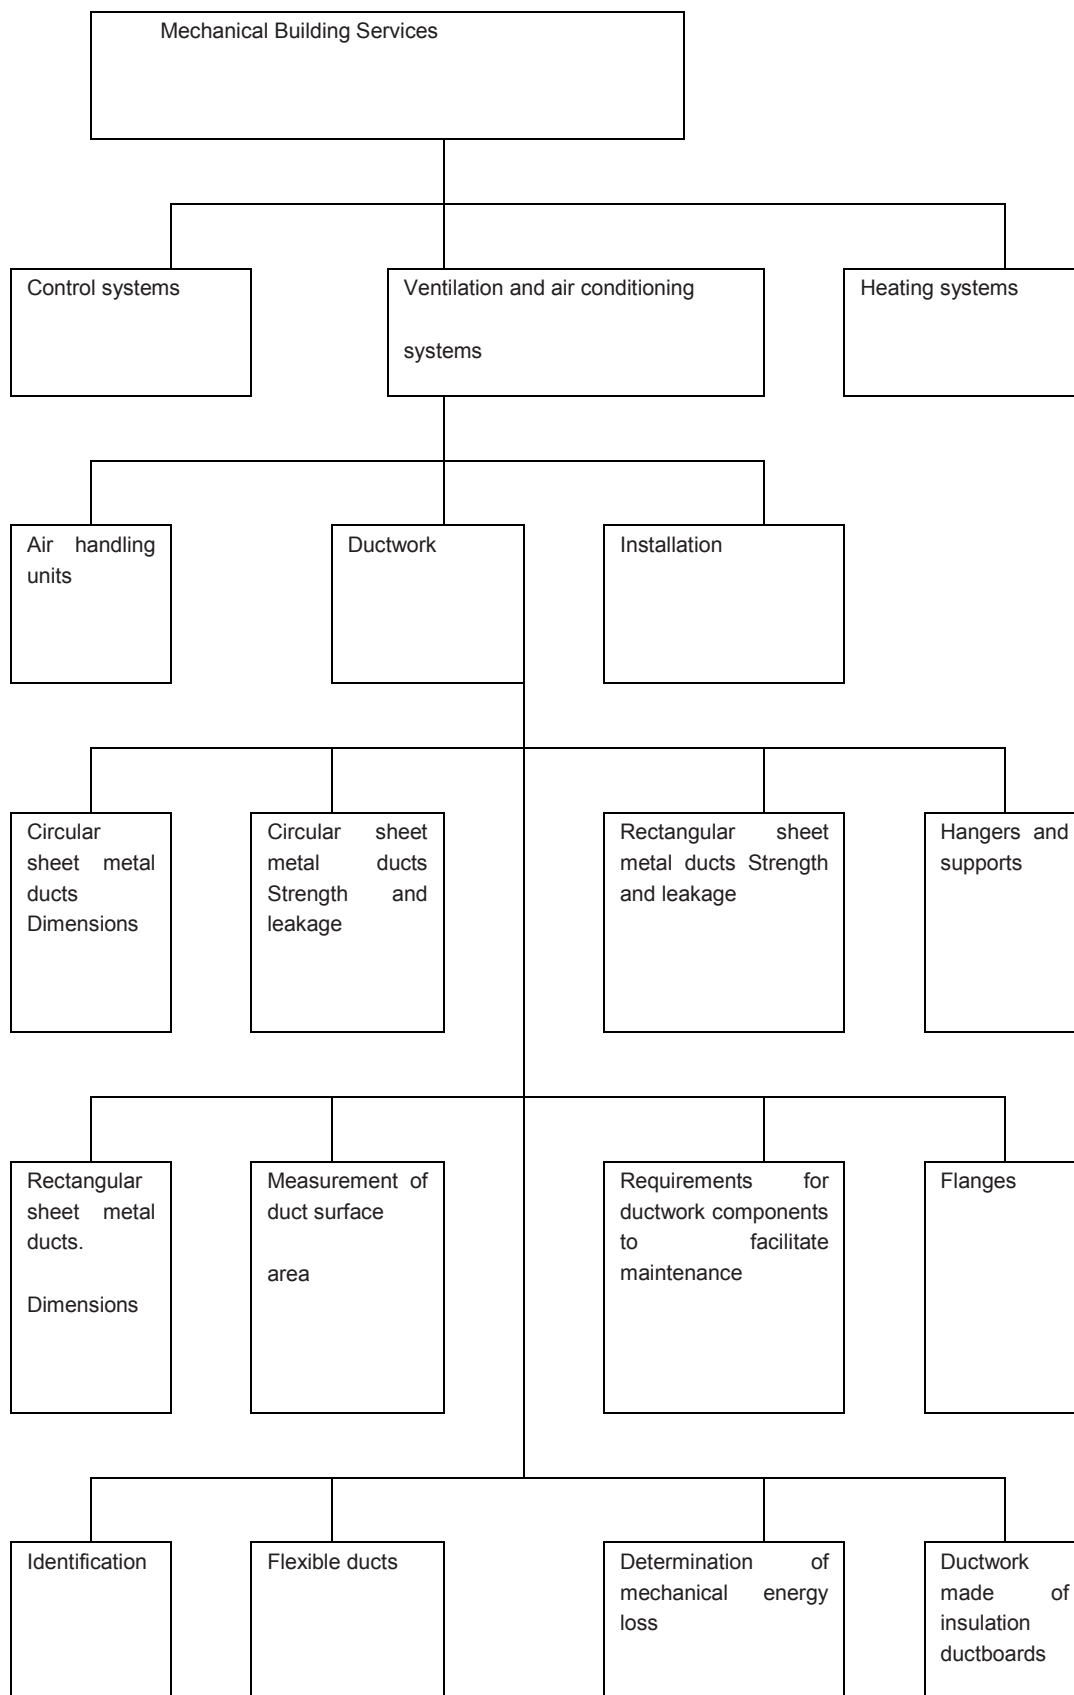 Mechanical Building Services
Control systems
Ventilation and air conditioning
systems
Heating systems
Air handling
units
Ductwork
Installation
Circular
sheet metal
ducts
Dimensions
Circular sheet
metal ducts
Strength and
leakage
Rectangular sheet
metal ducts Strength
and leakage
Hangers and
supports
Rectangular
sheet metal
ducts.
Dimensions
Measurement of
duct surface
area
Requirements for
ductwork components
to facilitate
maintenance
Flanges
Identification
Flexible ducts
Determination of
mechanical energy
loss
Ductwork
made of
insulation
ductboards